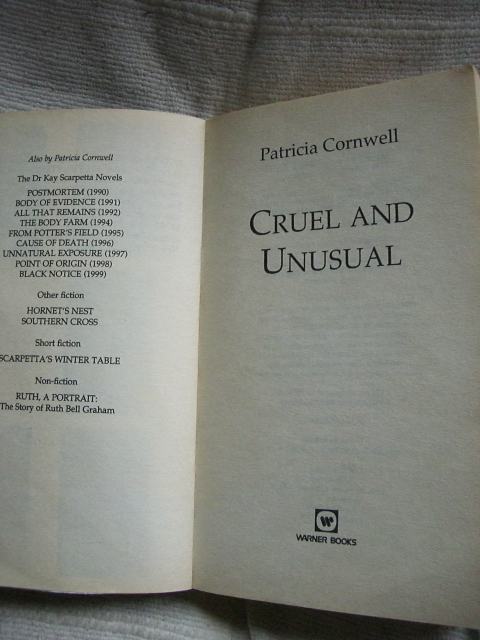 Also by Patricia Cornwell
The Dr Kay Scarpetta Novels
POSTMORTEM (1990)
BODY OF EVIDENCE (1991)
ALL THAT REMAINS (1992)
THE BODY FARM (1994)
FROM POTTER'S FIELD (1995)
CAUSE OF DEATH (1996)
UNNATURAL EXPOSURE (1997)
POINT OF ORIGIN (1998)
BLACK NOTICE (1999)
Other fiction
HORNET'S NEST
SOUTHERN CROSS
Short fiction
SCARPETTA'S WINTER TABLE
Non-fiction
RUTH, A PORTRAIT:
The Story of Ruth Bell Graham
Patricia Cornwell
CRUEL AND
UNUSUAL
W
WARNER BOOKS